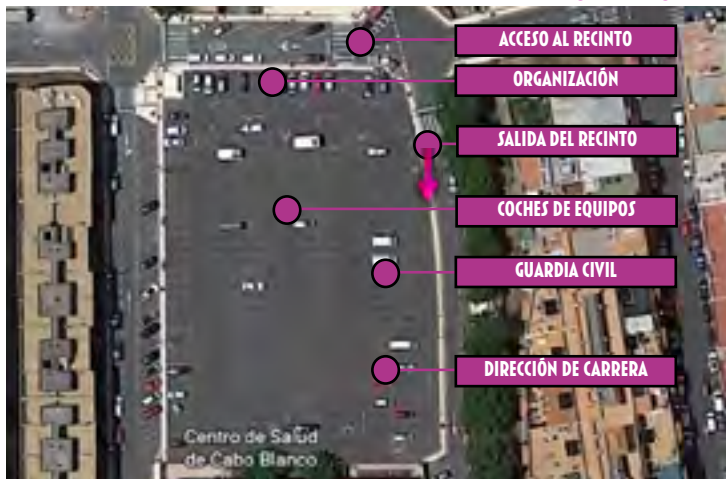 ACCESO AL RECINTO
ORGANIZACIÓN
SALIDA DEL RECINTO
COCHES DE EQUIPOS
GUARDIA CIVIL
DIRECCIÓN DE CARRERA
Centro de Salud
de Cabo Blanco